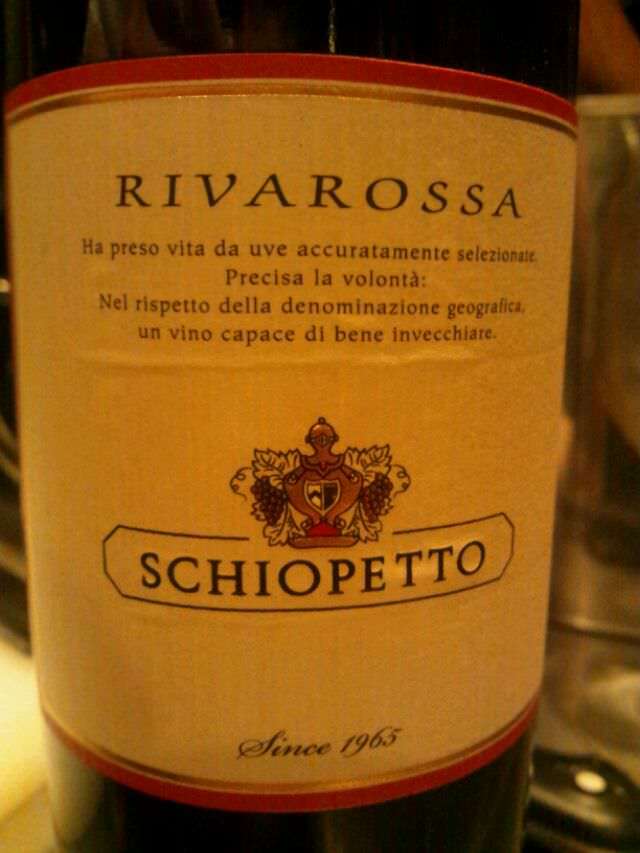 RIVAROSSA
Ha preso vita da uve accuratamente selezionate.
Precisa la volontà:
Nel rispetto della denominazione geografica,
un vino capace di bene invecchiare.
SCHIOPETTO
Since 1965